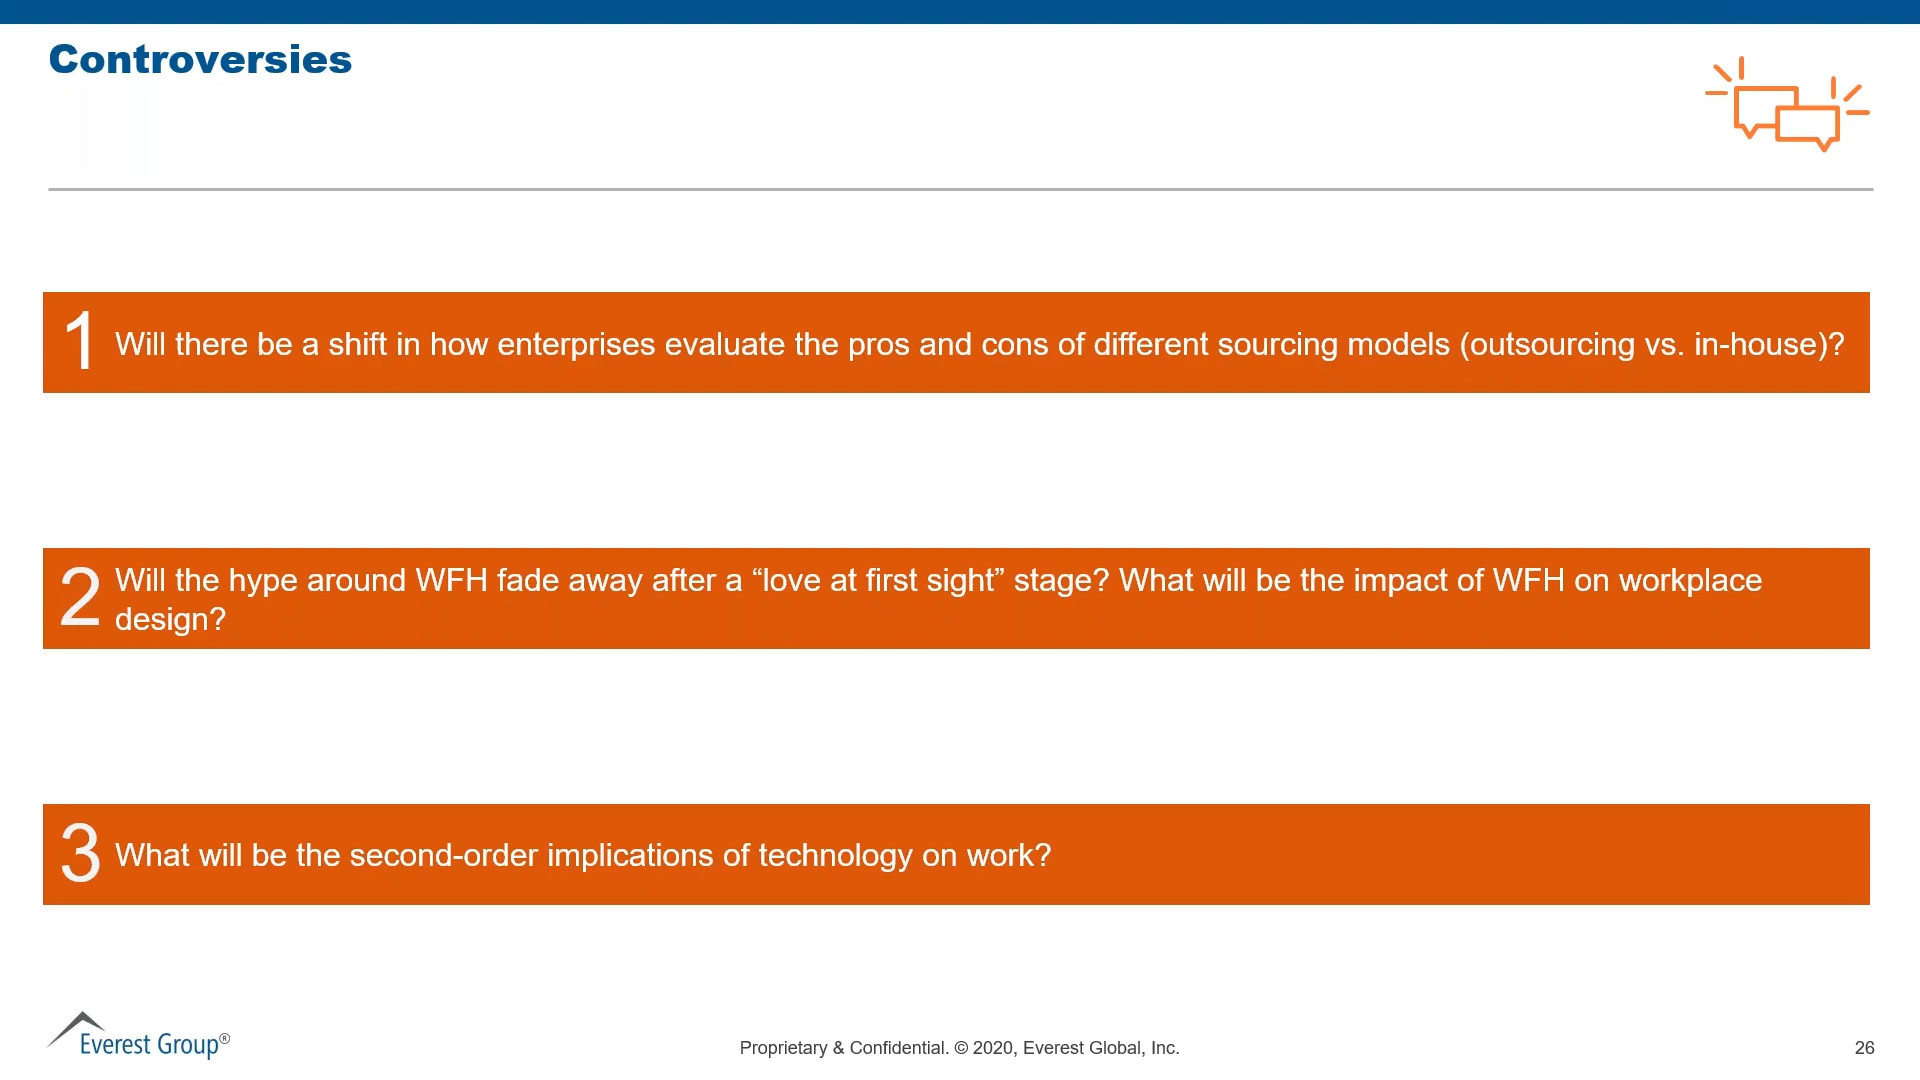 Controversies
1 Will there be a shift in how enterprises evaluate the pros and cons of different sourcing models (outsourcing vs. in-house)?
2 Will the hype around WFH fade away after a “love at first sight” stage? What will be the impact of WFH on workplace
design?
3 What will be the second-order implications of technology on work?
Everest Group®
Proprietary & Confidential. © 2020, Everest Global, Inc.
26